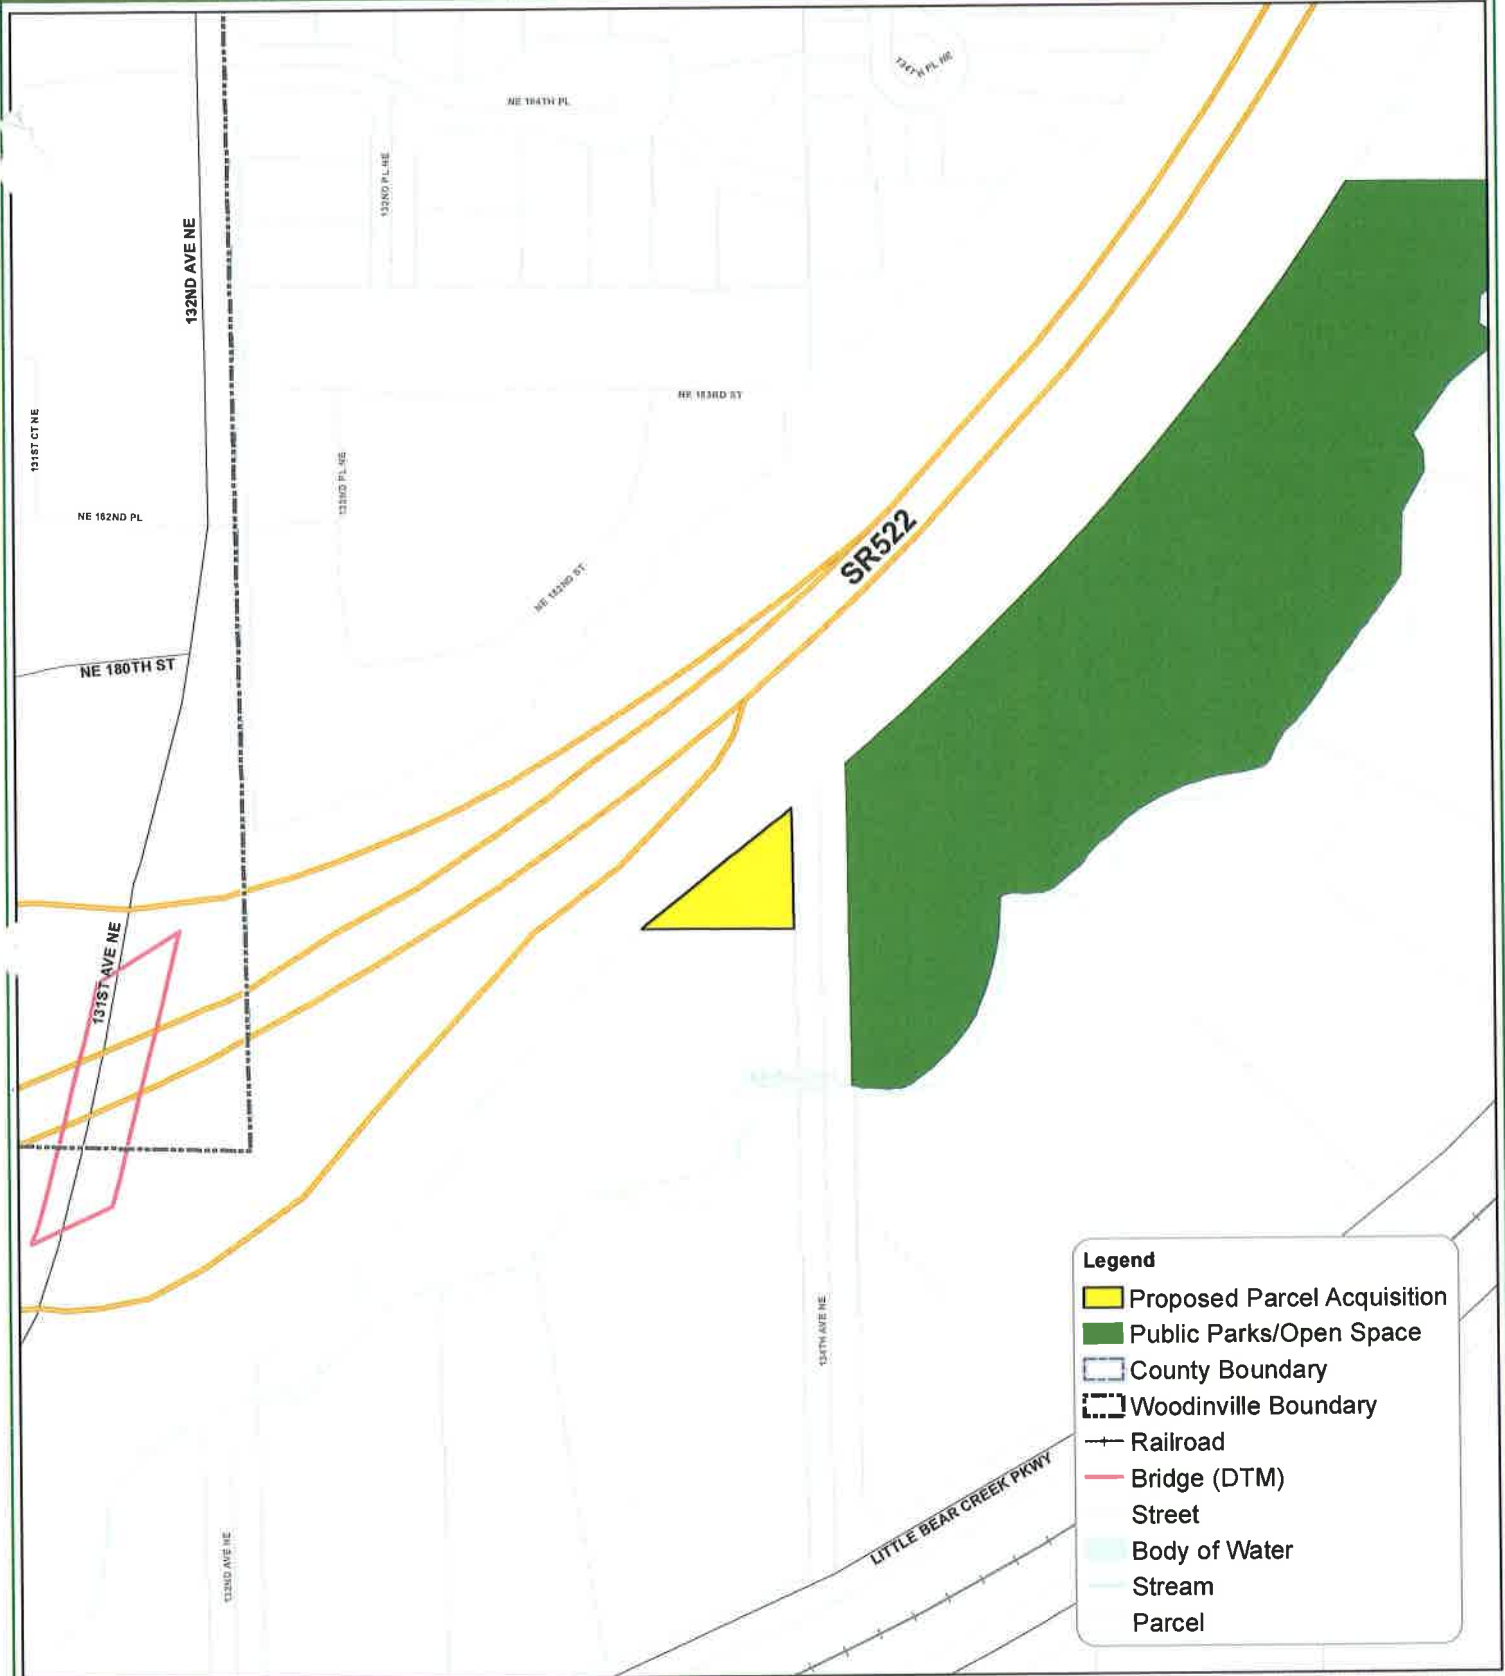 134TH PL NE
NE 184TH PL
132ND PL NE
132ND AVE NE
NE 183RD ST
131ST CT NE
132ND PL NE
NE 182ND PL
SR522
NE 182ND ST
NE 180TH ST
131ST AVE NE
134TH AVE NE
LITTLE BEAR CREEK PKWY
132ND AVE NE
Legend
Proposed Parcel Acquisition
Public Parks/Open Space
County Boundary
Woodinville Boundary
Railroad
Bridge (DTM)
Street
Body of Water
Stream
Parcel